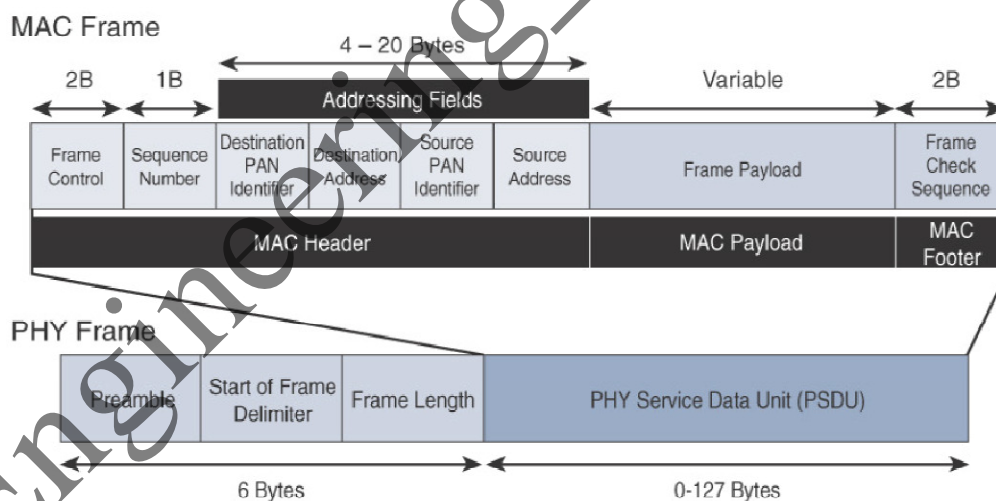 MAC Frame
4 – 20 Bytes
2B
1B
Variable
2B
Addressing Fields
Frame
Control
Sequence
Number
Destination
PAN
Identifier
Destination
Address
Source
PAN
Identifier
Source
Address
Frame Payload
Frame
Check
Sequence
MAC Header
MAC Payload
MAC
Footer
PHY Frame
Preamble
Start of Frame
Delimiter
Frame Length
PHY Service Data Unit (PSDU)
6 Bytes
0-127 Bytes
Engineering_